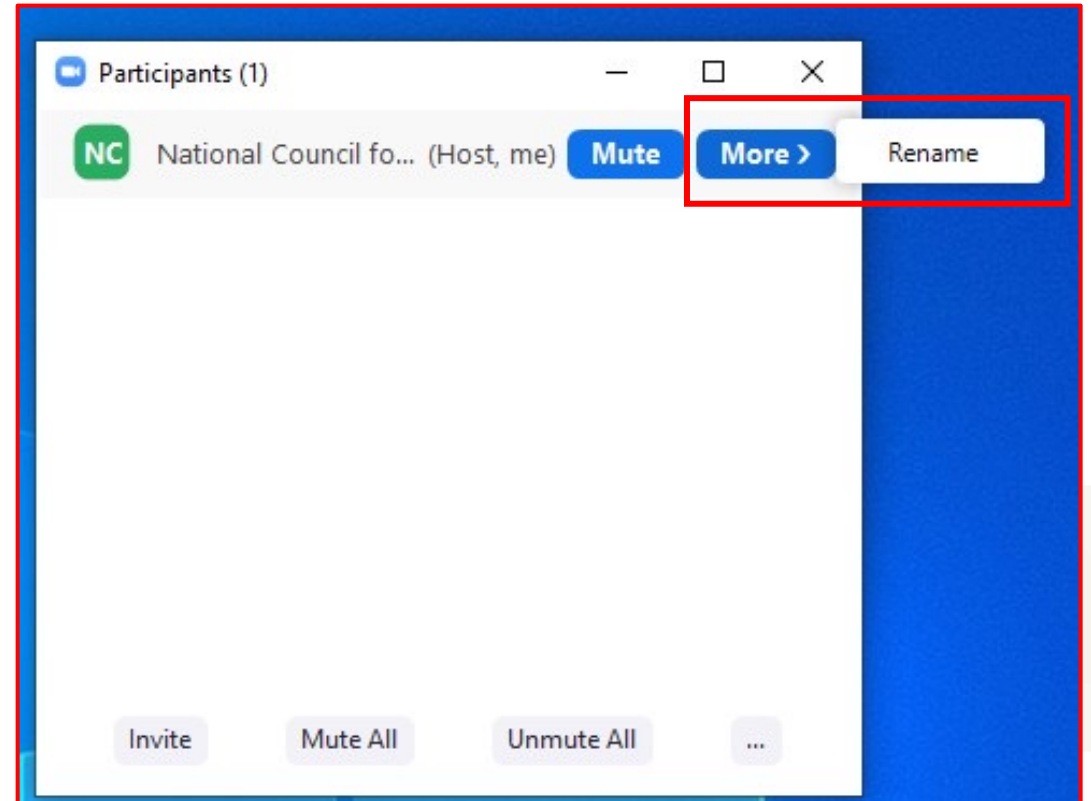 Participants (1)
NC National Council fo... (Host, me) Mute More > Rename
Invite Mute All Unmute All ...